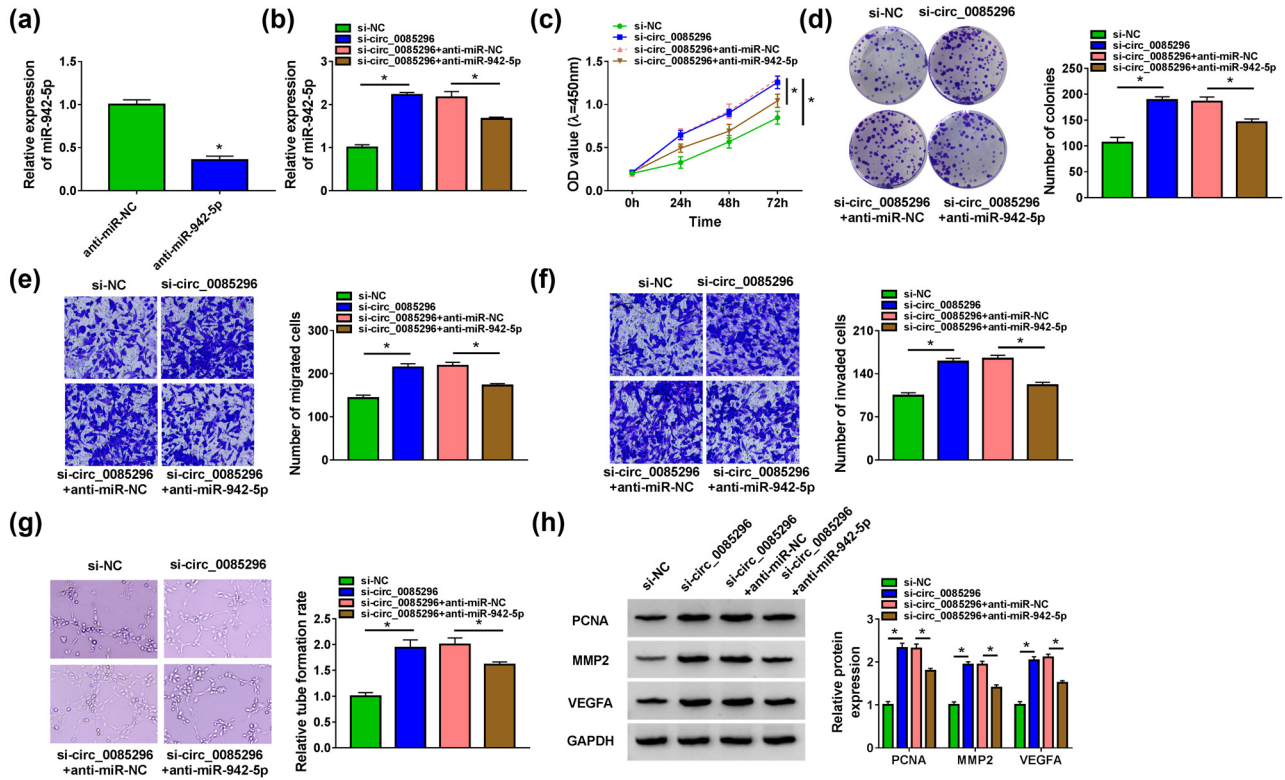 (a)
Relative expression
of miR-942-5p
1.5
1.0
0.5
0.0
*
anti-miR-NC
anti-miR-942-5p
(b)
si-NC
si-circ_0085296
si-circ_0085296+anti-miR-NC
si-circ_0085296+anti-miR-942-5p
Relative expression
of miR-942-5p
3
2
1
0
*
*
(c)
si-NC
si-circ_0085296
si-circ_0085296+anti-miR-NC
si-circ_0085296+anti-miR-942-5p
OD value (λ=450nm)
1.5
1.0
0.5
0.0
0h
24h
48h
72h
Time
*
*
(d)
si-NC
si-circ_0085296
si-circ_0085296
+anti-miR-NC
si-circ_0085296
+anti-miR-942-5p
si-NC
si-circ_0085296
si-circ_0085296+anti-miR-NC
si-circ_0085296+anti-miR-942-5p
Number of colonies
250
200
150
100
50
0
*
*
(e)
si-NC
si-circ_0085296
si-circ_0085296
+anti-miR-NC
si-circ_0085296
+anti-miR-942-5p
si-NC
si-circ_0085296
si-circ_0085296+anti-miR-NC
si-circ_0085296+anti-miR-942-5p
Number of migrated cells
300
200
100
0
*
*
(f)
si-NC
si-circ_0085296
si-circ_0085296
+anti-miR-NC
si-circ_0085296
+anti-miR-942-5p
si-NC
si-circ_0085296
si-circ_0085296+anti-miR-NC
si-circ_0085296+anti-miR-942-5p
Number of invaded cells
210
140
70
0
*
*
(g)
si-NC
si-circ_0085296
si-circ_0085296
+anti-miR-NC
si-circ_0085296
+anti-miR-942-5p
si-NC
si-circ_0085296
si-circ_0085296+anti-miR-NC
si-circ_0085296+anti-miR-942-5p
Relative tube formation rate
2.5
2.0
1.5
1.0
0.5
0.0
*
*
(h)
si-NC
si-circ_0085296
si-circ_0085296
+anti-miR-NC
si-circ_0085296
+anti-miR-942-5p
PCNA
MMP2
VEGFA
GAPDH
si-NC
si-circ_0085296
si-circ_0085296+anti-miR-NC
si-circ_0085296+anti-miR-942-5p
Relative protein
expression
3
2
1
0
*
*
*
*
*
*
PCNA
MMP2
VEGFA